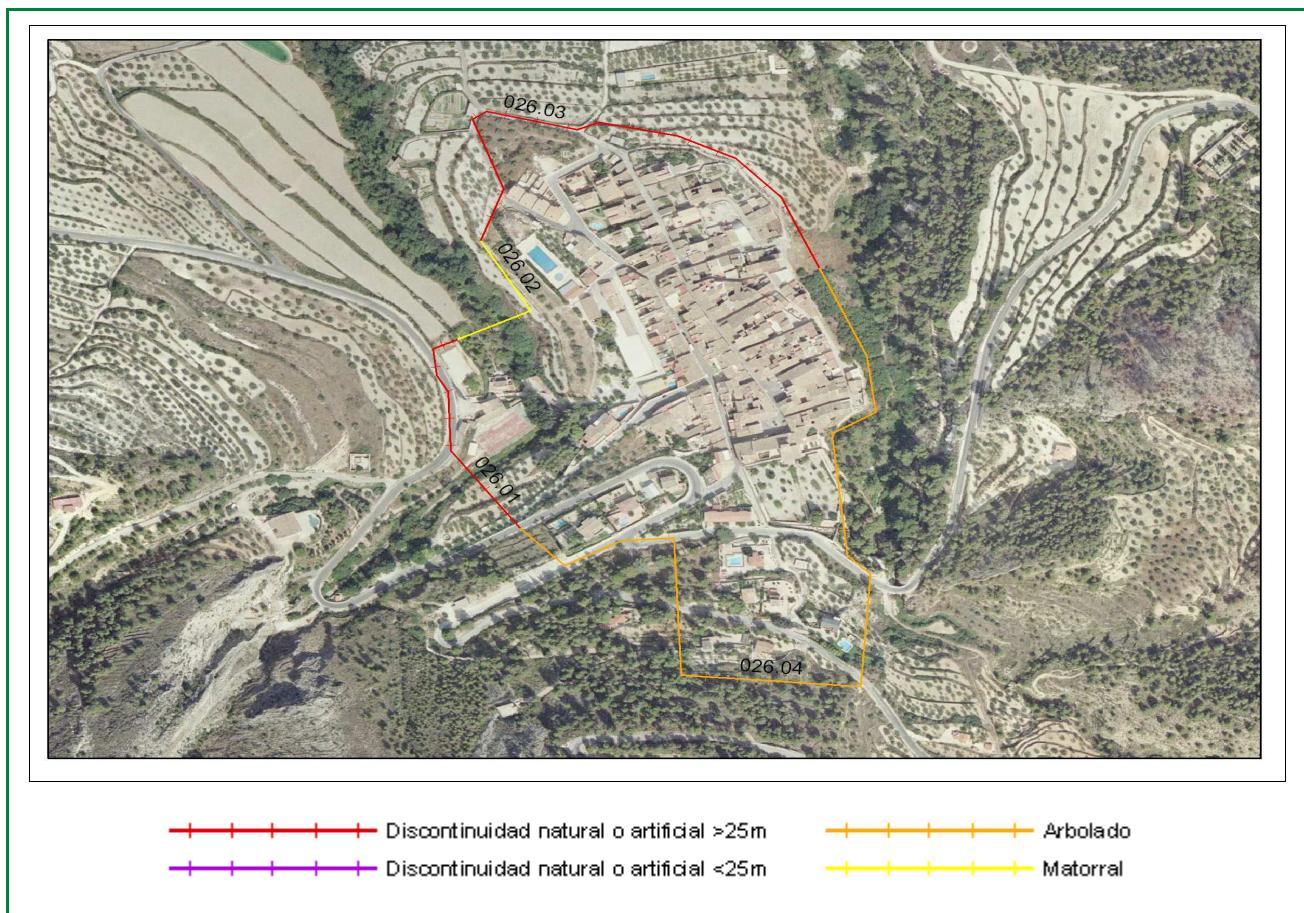 026.03
026.02
026.01
026.04
Discontinuidad natural o artificial >25m
Arbolado
Discontinuidad natural o artificial <25m
Matorral